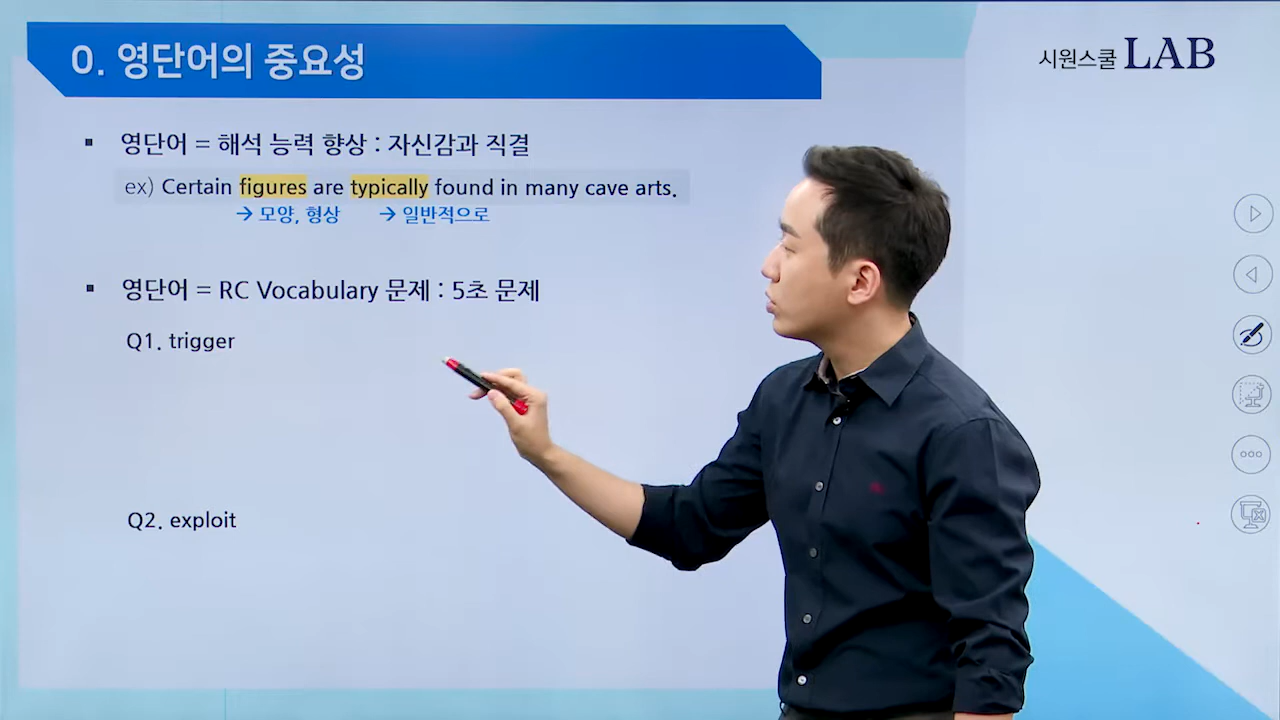 0. 영단어의 중요성
시원스쿨 LAB
영단어 = 해석 능력 향상 : 자신감과 직결
ex) Certain figures are typically found in many cave arts.
→ 모양, 형상 → 일반적으로
영단어 = RC Vocabulary 문제 : 5초 문제
Q1. trigger
Q2. exploit